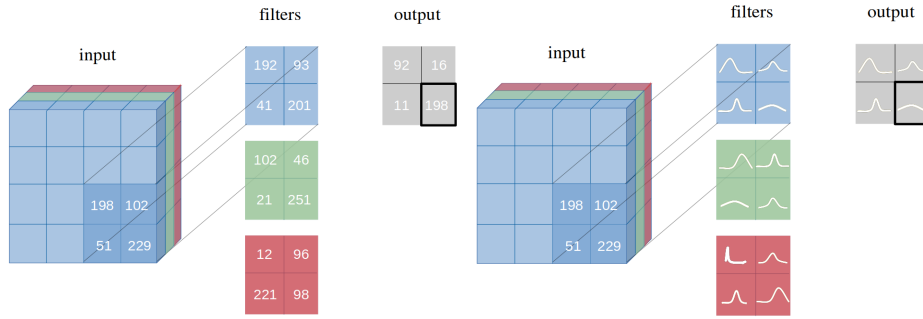 filters
output
input
192 93
41 201
92 16
11 198
198 102
51 229
102 46
21 251
12 96
221 98
filters
output
input
198 102
51 229